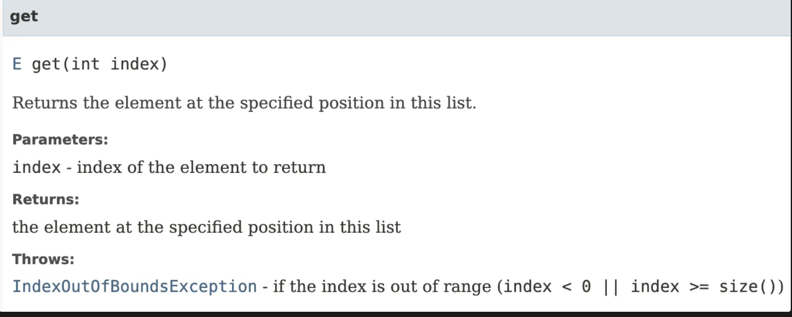 get
E get(int index)
Returns the element at the specified position in this list.
Parameters:
index - index of the element to return
Returns:
the element at the specified position in this list
Throws:
IndexOutOfBoundsException - if the index is out of range (index < 0 || index >= size())